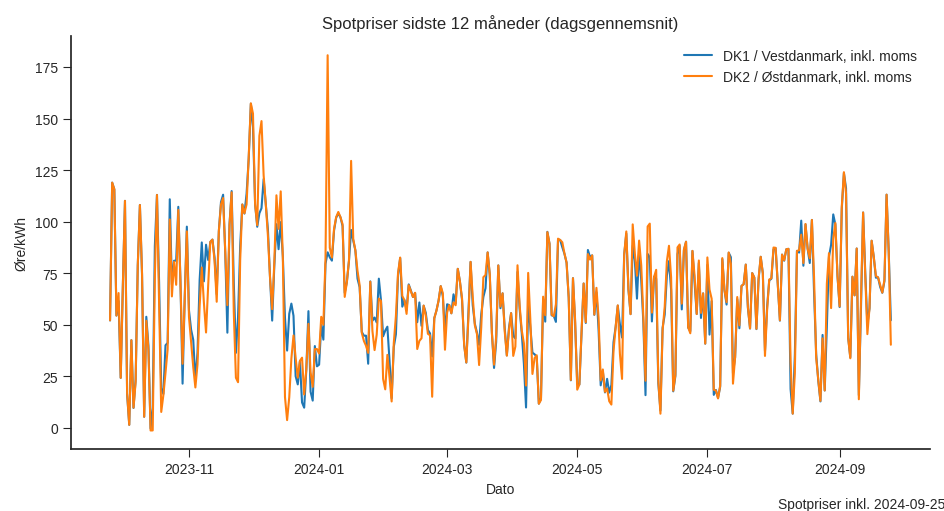 Spotpriser sidste 12 måneder (dagsgennemsnit)
DK1 / Vestdanmark, inkl. moms
DK2 / Østdanmark, inkl. moms
Øre/kWh
175
150
125
100
75
50
25
0
2023-11
2024-01
2024-03
2024-05
2024-07
2024-09
Dato
Spotpriser inkl. 2024-09-25